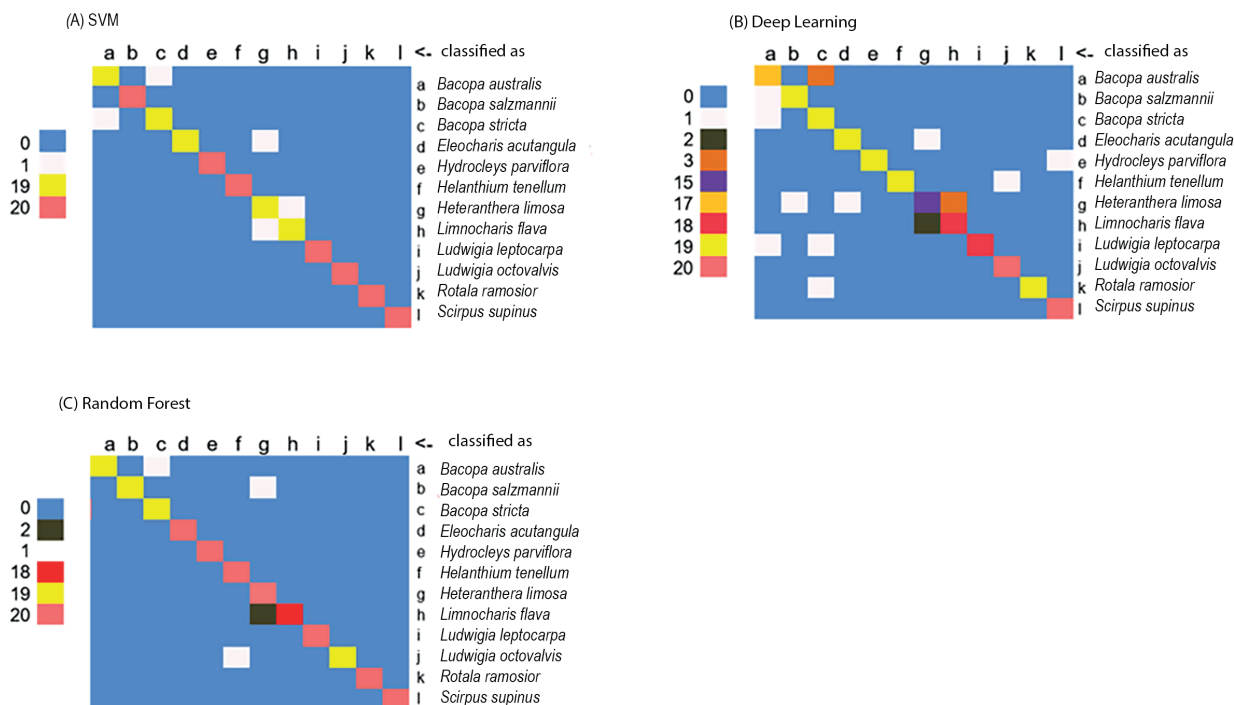 (A) SVM
a b c d e f g h i j k l <- classified as
0
1
19
20
a Bacopa australis
b Bacopa salzmannii
c Bacopa stricta
d Eleocharis acutangula
e Hydrocleys parviflora
f Helanthium tenellum
g Heteranthera limosa
h Limnocharis flava
i Ludwigia leptocarpa
j Ludwigia octovalvis
k Rotala ramosior
l Scirpus supinus
(B) Deep Learning
a b c d e f g h i j k l <- classified as
0
1
2
3
15
17
18
19
20
a Bacopa australis
b Bacopa salzmannii
c Bacopa stricta
d Eleocharis acutangula
e Hydrocleys parviflora
f Helanthium tenellum
g Heteranthera limosa
h Limnocharis flava
i Ludwigia leptocarpa
j Ludwigia octovalvis
k Rotala ramosior
l Scirpus supinus
(C) Random Forest
a b c d e f g h i j k l <- classified as
0
2
1
18
19
20
a Bacopa australis
b Bacopa salzmannii
c Bacopa stricta
d Eleocharis acutangula
e Hydrocleys parviflora
f Helanthium tenellum
g Heteranthera limosa
h Limnocharis flava
i Ludwigia leptocarpa
j Ludwigia octovalvis
k Rotala ramosior
l Scirpus supinus